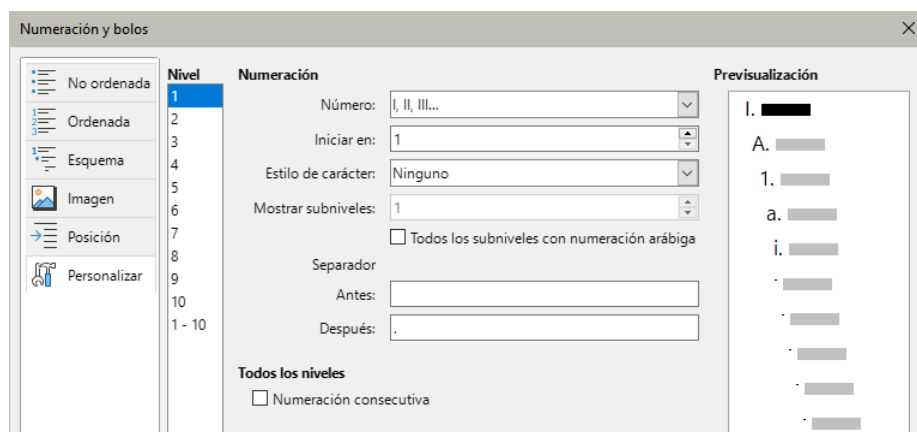 Numeración y bolos
No ordenada
Ordenada
Esquema
Imagen
Posición
Personalizar
Nivel
1
2
3
4
5
6
7
8
9
10
1 - 10
Numeración
Número: I, II, III...
Iniciar en: 1
Estilo de carácter: Ninguno
Mostrar subniveles: 1
Todos los subniveles con numeración arábiga
Separador
Antes:
Después: .
Todos los niveles
Numeración consecutiva
Previsualización
I.
A.
1.
a.
i.